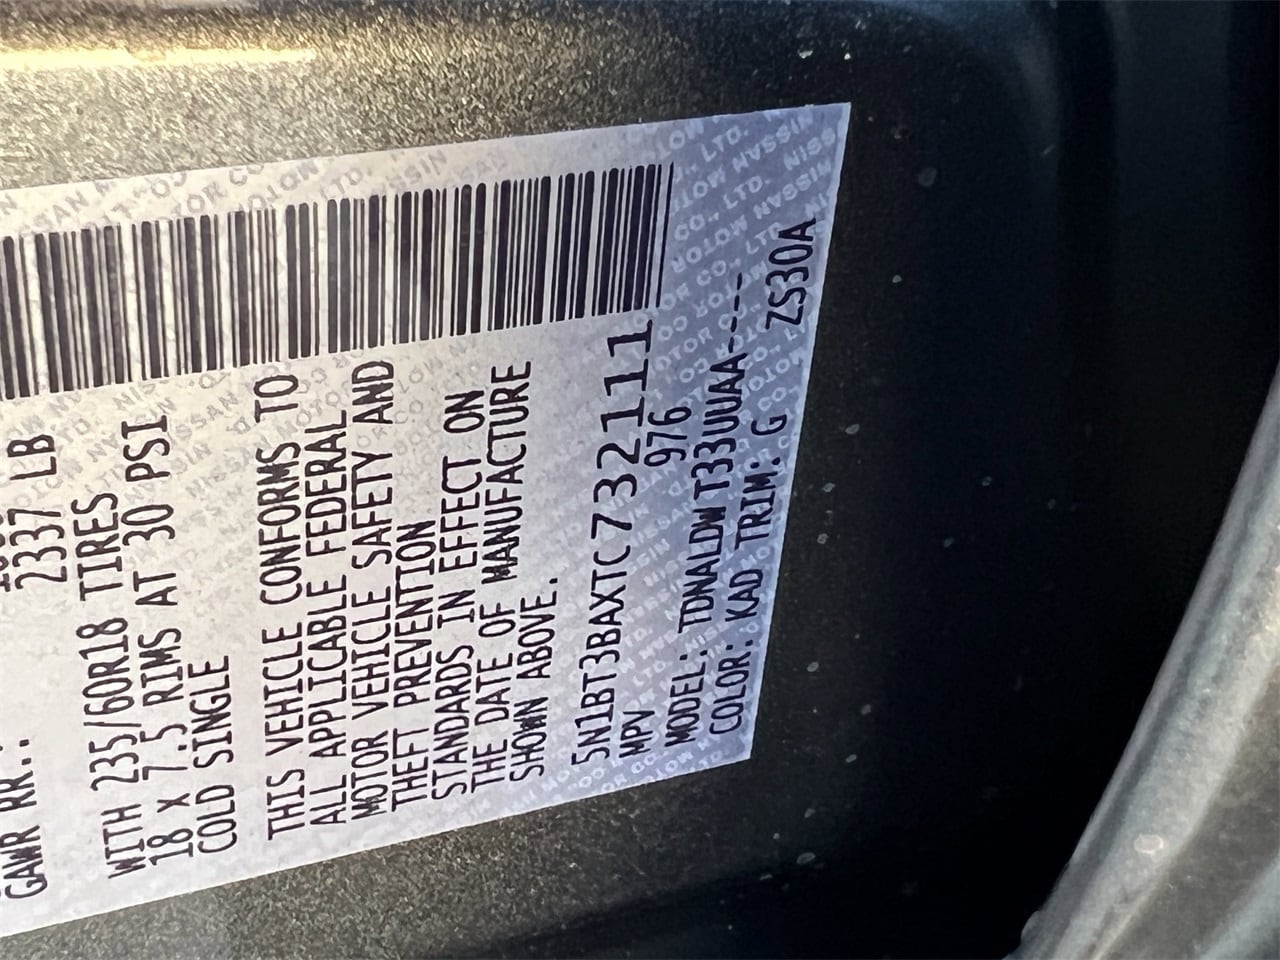 GAWR RR.:
2337 LB
WITH 235/60R18 TIRES
18 x 7.5 RIMS AT 30 PSI
COLD SINGLE
THIS VEHICLE CONFORMS TO
ALL APPLICABLE FEDERAL
MOTOR VEHICLE SAFETY AND
THEFT PREVENTION
STANDARDS IN EFFECT ON
THE DATE OF MANUFACTURE
SHOWN ABOVE.
5N1BT3BAXTC732111
MPV 976
MODEL: TDNALDW T33UUAA----
COLOR: KAD TRIM: G ZS30A